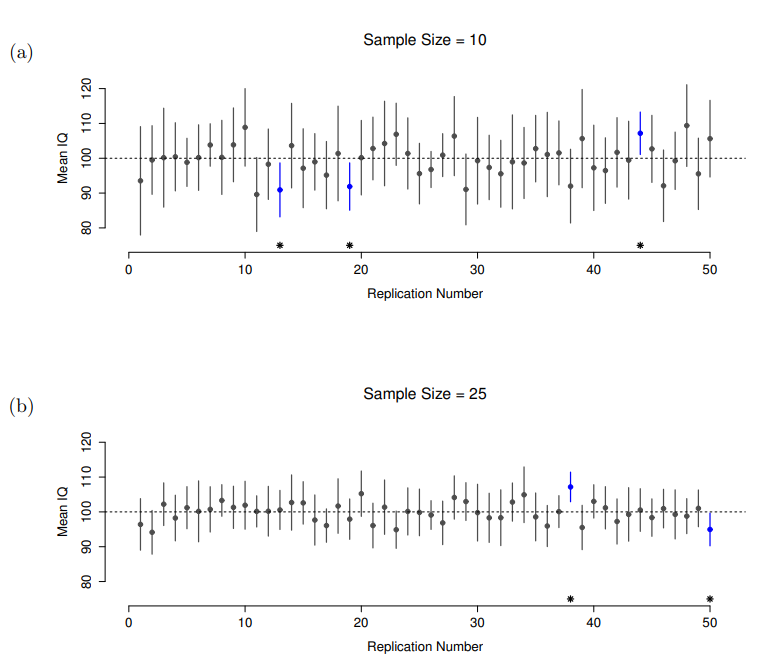 (a)
Sample Size = 10
Mean IQ
80 90 100 110 120
* * *
0 10 20 30 40 50
Replication Number
(b)
Sample Size = 25
Mean IQ
80 90 100 110 120
* *
0 10 20 30 40 50
Replication Number